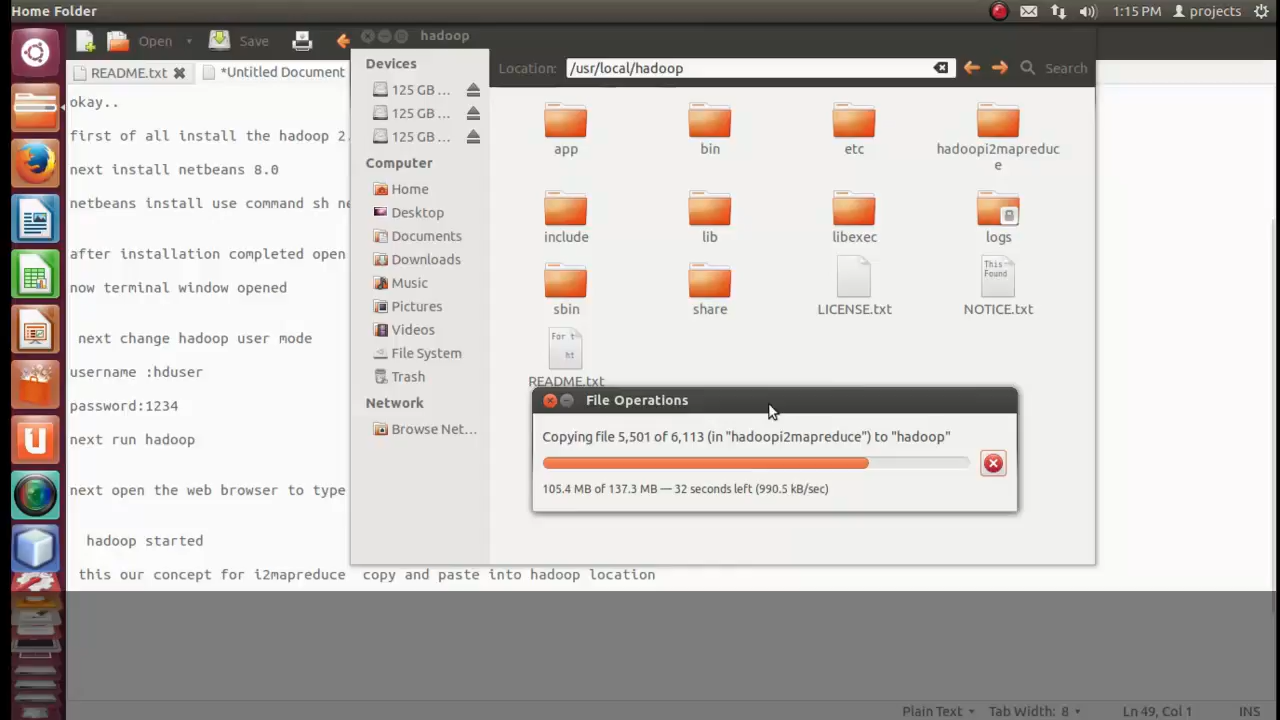 Home Folder
1:15 PM
projects
Open
Save
README.txt
*Untitled Document
okay..
first of all install the hadoop 2.
next install netbeans 8.0
netbeans install use command sh ne
after installation completed open
now terminal window opened
next change hadoop user mode
username :hduser
password:1234
next run hadoop
next open the web browser to type
hadoop started
this our concept for i2mapreduce  copy and paste into hadoop location
hadoop
Devices
125 GB ...
125 GB ...
125 GB ...
Computer
Home
Desktop
Documents
Downloads
Music
Pictures
Videos
File System
Trash
Network
Browse Net...
Location:
/usr/local/hadoop
Search
app
bin
etc
hadoopi2mapreduc
e
include
lib
libexec
logs
sbin
share
LICENSE.txt
This
Found
NOTICE.txt
For t
ht
README.txt
File Operations
Copying file 5,501 of 6,113 (in "hadoopi2mapreduce") to "hadoop"
105.4 MB of 137.3 MB — 32 seconds left (990.5 kB/sec)
Plain Text
Tab Width: 8
Ln 49, Col 1
INS